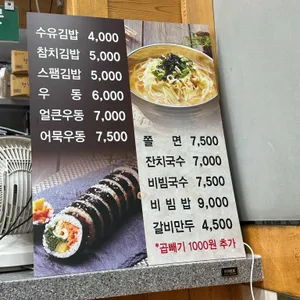 수유김밥 4,000
참치김밥 5,000
스팸김밥 5,000
우 동 6,000
얼큰우동 7,000
어묵우동 7,500
쫄 면 7,500
잔치국수 7,000
비빔국수 7,500
비 빔 밥 9,000
갈비만두 4,500
*곱빼기 1000원 추가